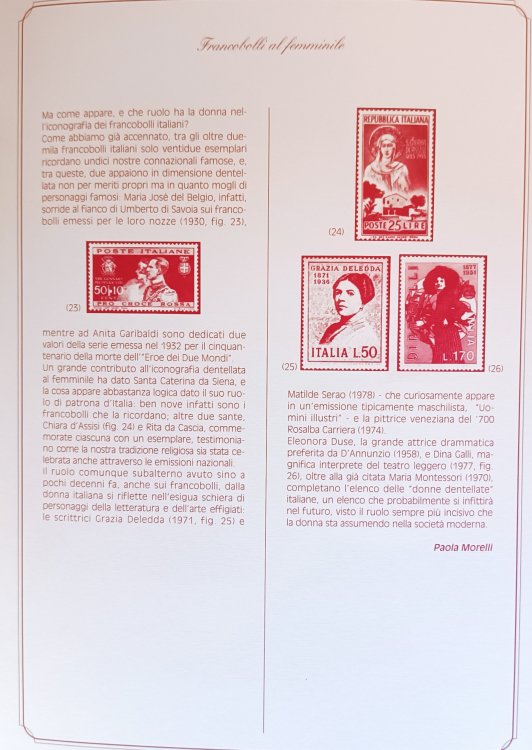 Francobolli al femminile
Ma come appare, e che ruolo ha la donna nel-
l'iconografia dei francobolli italiani?
Come abbiamo già accennato, tra gli oltre due-
mila francobolli italiani solo ventidue esemplari
ricordano undici nostre connazionali famose, e,
tra queste, due appaiono in dimensione dentel-
lata non per meriti propri ma in quanto mogli di
personaggi famosi: Maria José del Belgio, infatti,
sorride al fianco di Umberto di Savoia sui franco-
bolli emessi per le loro nozze (1930, fig. 23),
POSTE ITALIANE
50+10
CENT
PRO CROCE ROSSA
(23)
mentre ad Anita Garibaldi sono dedicati due
valori della serie emessa nel 1932 per il cinquan-
tenario della morte dell'"Eroe dei Due Mondi".
Un grande contributo all'iconografia dentellata
al femminile ha dato Santa Caterina da Siena, e
la cosa appare abbastanza logica dato il suo ruo-
lo di patrona d'Italia: ben nove infatti sono i
francobolli che la ricordano; altre due sante,
Chiara d'Assisi (fig. 24) e Rita da Cascia, comme-
morate ciascuna con un esemplare, testimonia-
no come la nostra tradizione religiosa sia stata ce-
lebrata anche attraverso le emissioni nazionali.
Il ruolo comunque subalterno avuto sino a
pochi decenni fa, anche sui francobolli, dalla
donna italiana si riflette nell'esigua schiera di
personaggi della letteratura e dell'arte effigiati:
le scrittrici Grazia Deledda (1971, fig. 25) e
REPUBBLICA ITALIANA
POSTE 25 LIRE
(24)
GRAZIA DELEDDA
1871
1936
ITALIA L.50
(25)
1877
1951
L.170
(26)
Matilde Serao (1978) - che curiosamente appare
in un'emissione tipicamente maschilista, "Uo-
mini illustri" - e la pittrice veneziana del '700
Rosalba Carriera (1974).
Eleonora Duse, la grande attrice drammatica
preferita da D'Annunzio (1958), e Dina Galli, ma-
gnifica interprete del teatro leggero (1977, fig.
26), oltre alla già citata Maria Montessori (1970),
completano l'elenco delle "donne dentellate"
italiane, un elenco che probabilmente si infittirà
nel futuro, visto il ruolo sempre più incisivo che
la donna sta assumendo nella società moderna.
Paola Morelli